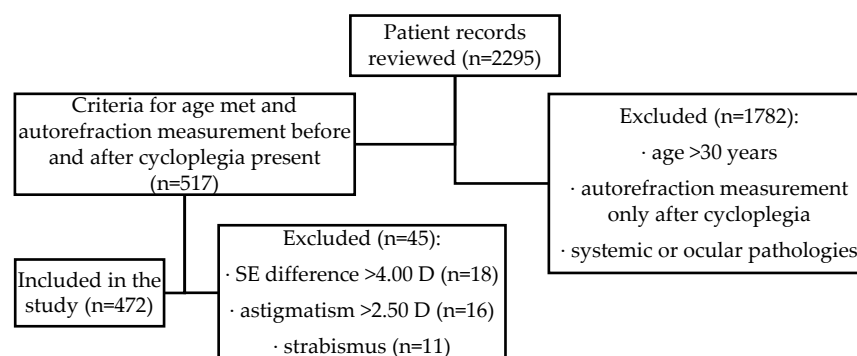 Patient records
reviewed (n=2295)
Criteria for age met and
autorefraction measurement before
and after cycloplegia present
(n=517)
Excluded (n=1782):
· age >30 years
· autorefraction measurement
only after cycloplegia
· systemic or ocular pathologies
Included in the
study (n=472)
Excluded (n=45):
· SE difference >4.00 D (n=18)
· astigmatism >2.50 D (n=16)
· strabismus (n=11)